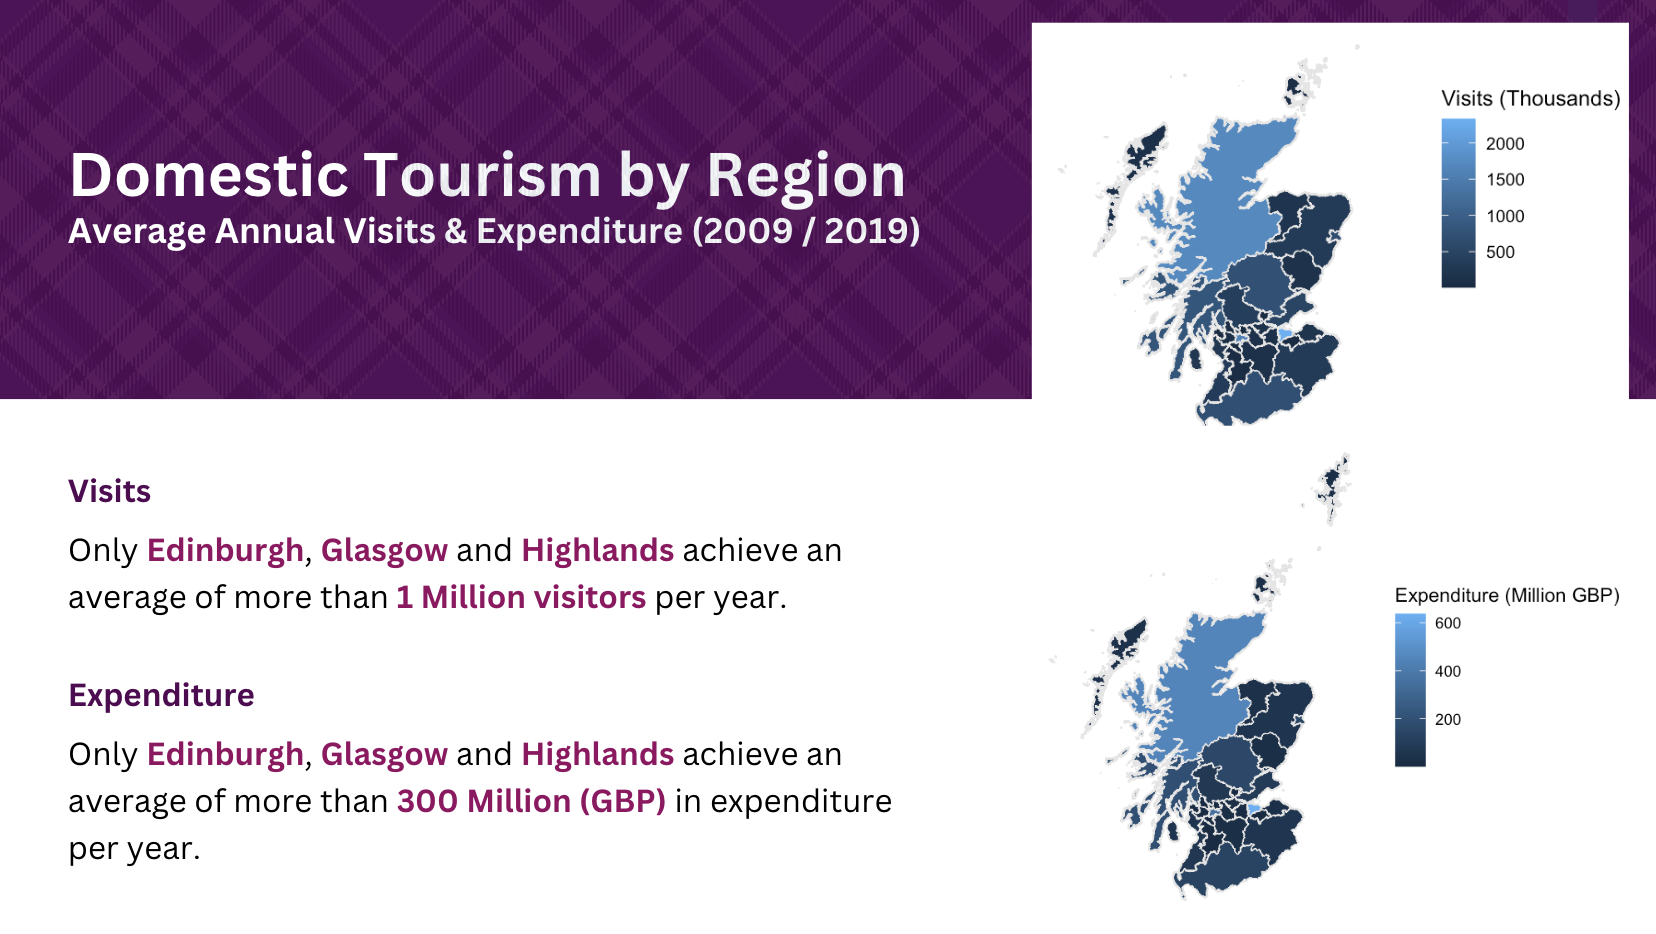 Domestic Tourism by Region
Average Annual Visits & Expenditure (2009 / 2019)
Visits (Thousands)
2000
1500
1000
500
Visits
Only Edinburgh, Glasgow and Highlands achieve an
average of more than 1 Million visitors per year.
Expenditure
Only Edinburgh, Glasgow and Highlands achieve an
average of more than 300 Million (GBP) in expenditure
per year.
Expenditure (Million GBP)
600
400
200